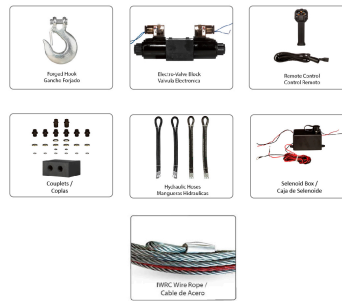 Forged Hook
Gancho Forjado
Electro-Valve Block
Valvula Electronica
Remote Control
Control Remoto
Couplets /
Coplas
Hydraulic Hoses
Mangueras Hidraulicas
Selenoid Box /
Caja de Selenoide
IWRC Wire Rope /
Cable de Acero